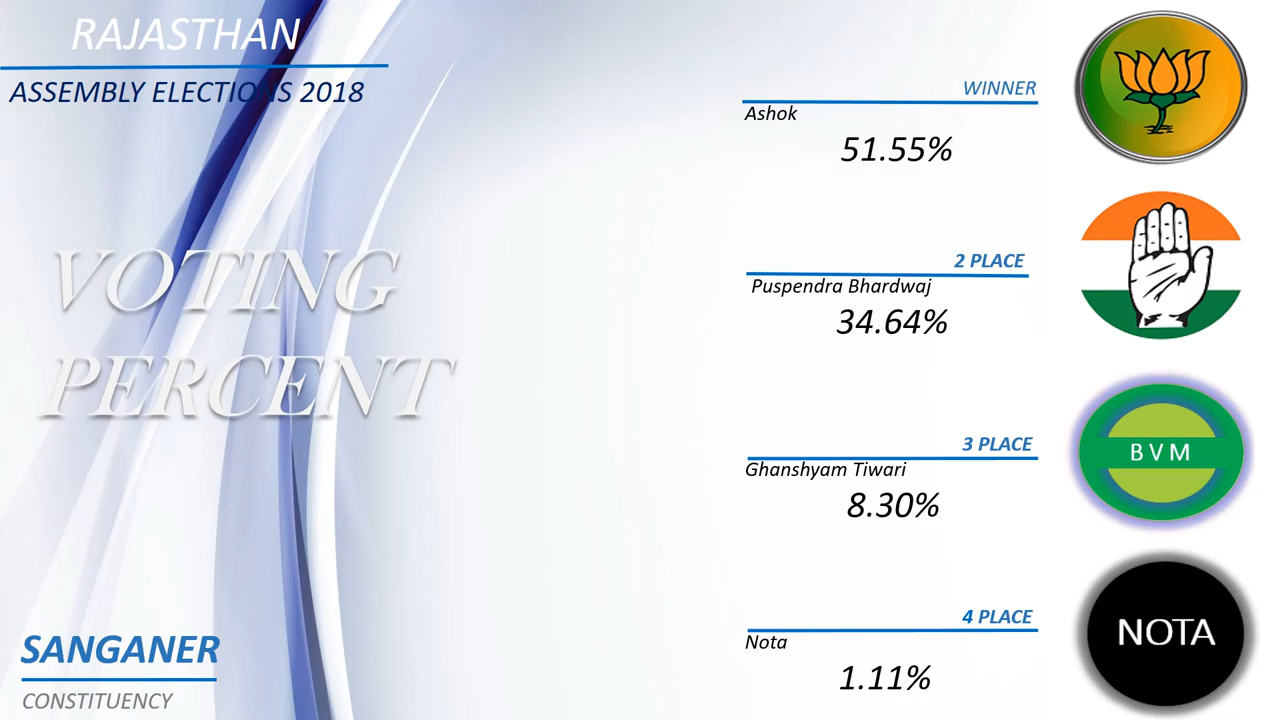 RAJASTHAN
ASSEMBLY ELECTIONS 2018
VOTING
PERCENT
SANGANER
CONSTITUENCY
WINNER
Ashok
51.55%
2 PLACE
Puspendra Bhardwaj
34.64%
3 PLACE
Ghanshyam Tiwari
8.30%
BVM
4 PLACE
Nota
1.11%
NOTA